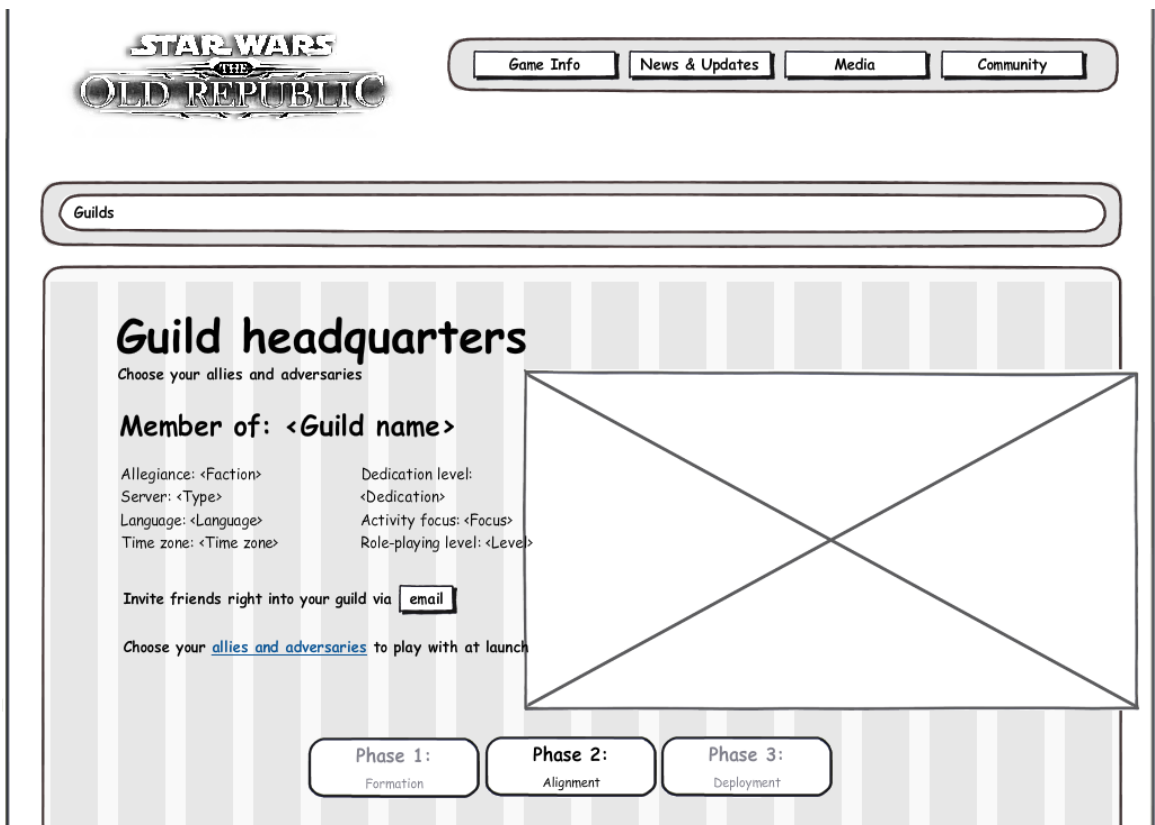 STAR WARS
THE
OLD REPUBLIC
Game Info
News & Updates
Media
Community
Guilds
Guild headquarters
Choose your allies and adversaries
Member of: <Guild name>
Allegiance: <Faction>
Server: <Type>
Language: <Language>
Time zone: <Time zone>
Dedication level:
<Dedication>
Activity focus: <Focus>
Role-playing level: <Level>
Invite friends right into your guild via email
Choose your allies and adversaries to play with at launch
Phase 1:
Formation
Phase 2:
Alignment
Phase 3:
Deployment